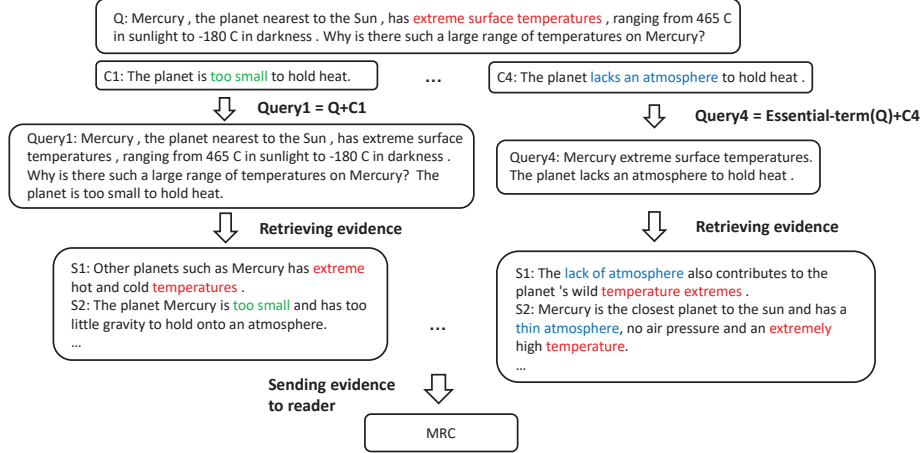 Q: Mercury , the planet nearest to the Sun , has extreme surface temperatures , ranging from 465 C
in sunlight to -180 C in darkness . Why is there such a large range of temperatures on Mercury?
C1: The planet is too small to hold heat.
...
C4: The planet lacks an atmosphere to hold heat .
Query1 = Q+C1
Query4 = Essential-term(Q)+C4
Query1: Mercury , the planet nearest to the Sun , has extreme surface
temperatures , ranging from 465 C in sunlight to -180 C in darkness .
Why is there such a large range of temperatures on Mercury? The
planet is too small to hold heat.
Query4: Mercury extreme surface temperatures.
The planet lacks an atmosphere to hold heat .
Retrieving evidence
Retrieving evidence
S1: Other planets such as Mercury has extreme
hot and cold temperatures .
S2: The planet Mercury is too small and has too
little gravity to hold onto an atmosphere.
…
...
S1: The lack of atmosphere also contributes to the
planet 's wild temperature extremes .
S2: Mercury is the closest planet to the sun and has a
thin atmosphere, no air pressure and an extremely
high temperature.
…
Sending evidence
to reader
MRC